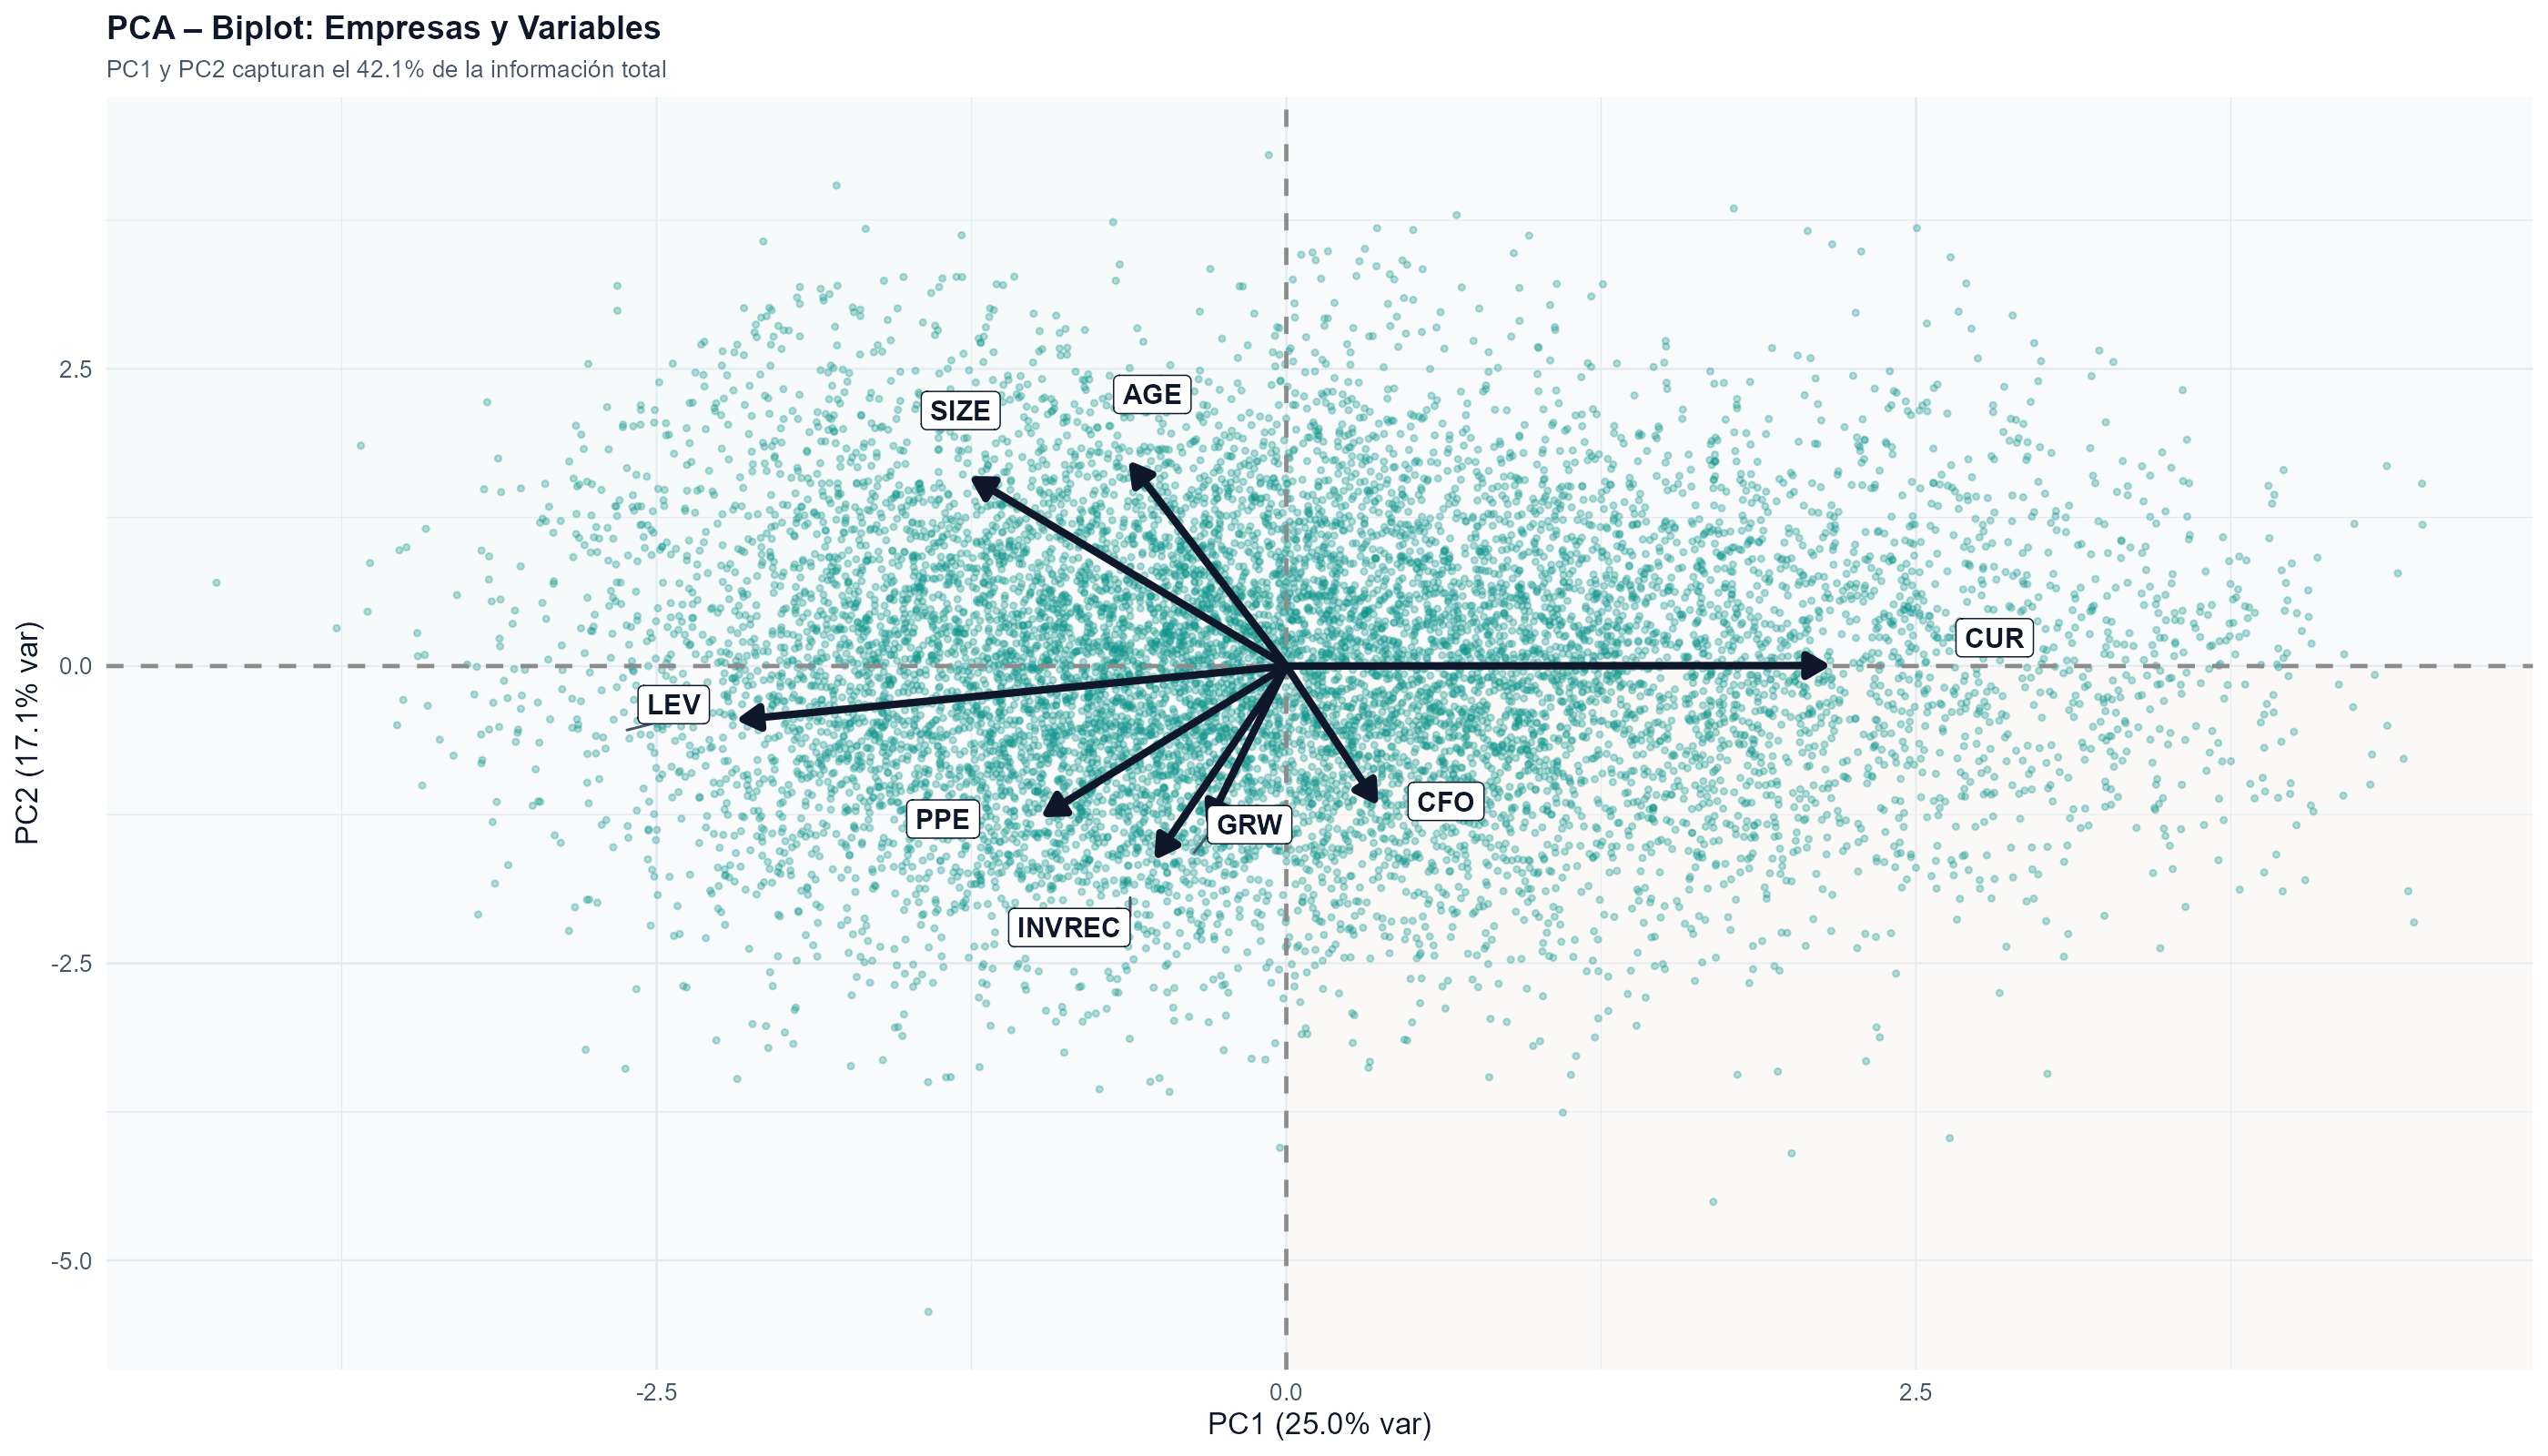 PCA – Biplot: Empresas y Variables
PC1 y PC2 capturan el 42.1% de la información total
PC2 (17.1% var)
2.5
0.0
-2.5
-5.0
AGE
SIZE
CUR
LEV
CFO
PPE
GRW
INVREC
-2.5
0.0
2.5
PC1 (25.0% var)